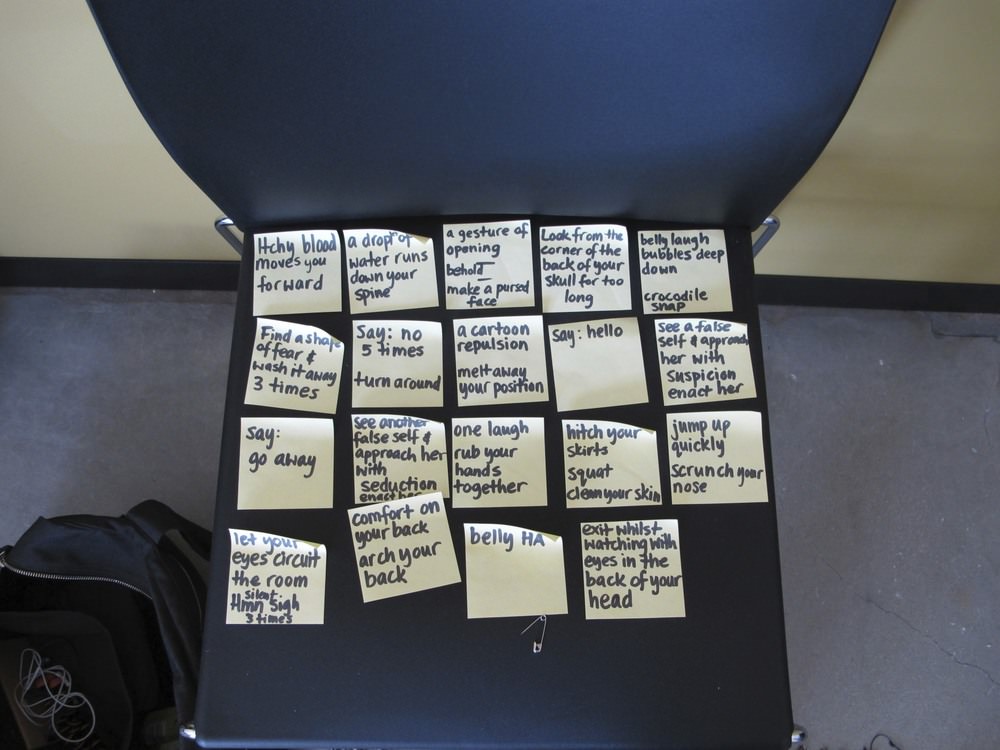 Itchy blood
moves you
forward
a drop of
water runs
down your
spine
a gesture of
opening
behold
make a pursed
face
Look from the
corner of the
back of your
skull for too
long
belly laugh
bubbles deep
down
crocodile
snap
Find a shape
of fear &
wash it away
3 times
Say: no
5 times
turn around
a cartoon
repulsion
melt away
your position
say: hello
see a false
self & approach
her with
suspicion
enact her
Say:
go away
see another
false self &
approach her
with
seduction
enact her
one laugh
rub your
hands
together
hitch your
skirts
squat
clean your skin
jump up
quickly
scrunch your
nose
let your
eyes circuit
the room
silent
Hmn sigh
3 times
comfort on
your back
arch your
back
belly HA
exit whilst
watching with
eyes in the
back of your
head